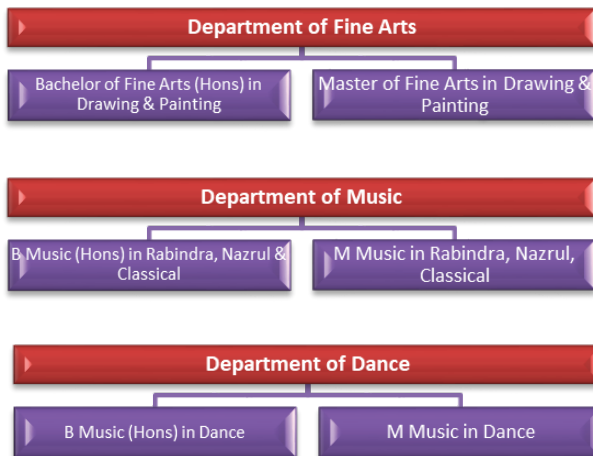 Department of Fine Arts
Bachelor of Fine Arts (Hons) in
Drawing & Painting
Master of Fine Arts in Drawing &
Painting
Department of Music
B Music (Hons) in Rabindra, Nazrul &
Classical
M Music in Rabindra, Nazrul,
Classical
Department of Dance
B Music (Hons) in Dance
M Music in Dance